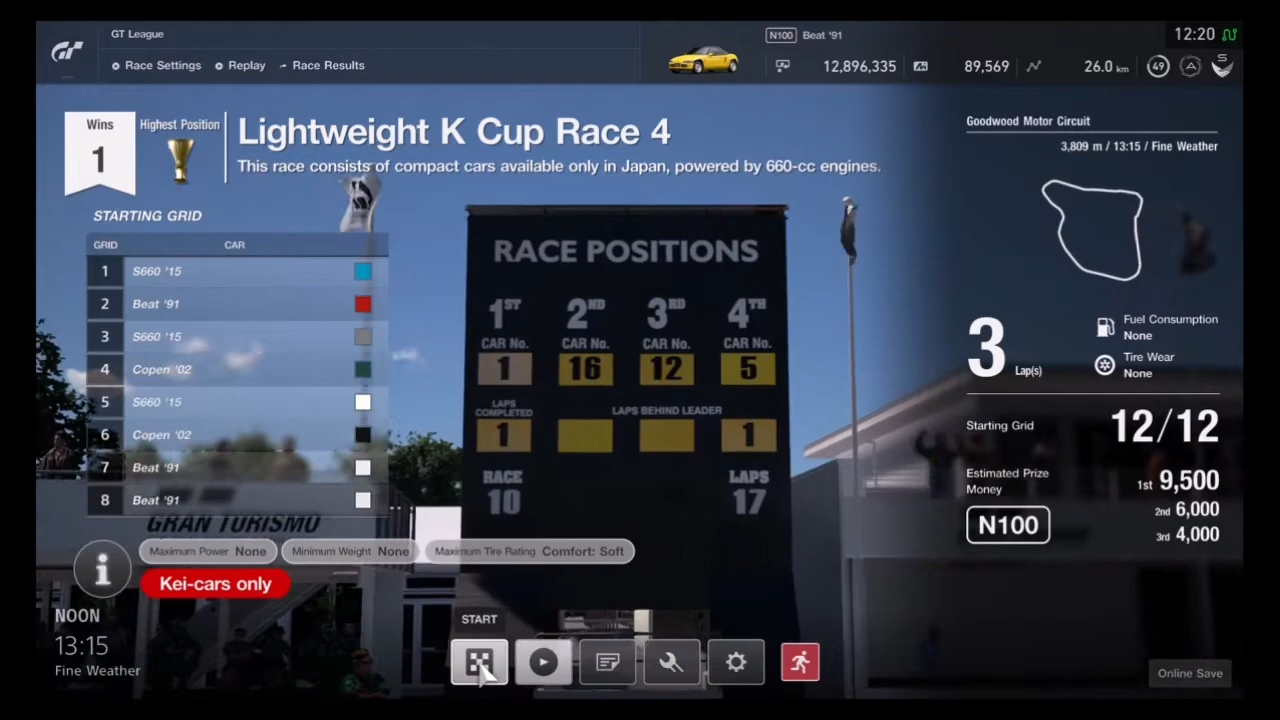 GT League
Race Settings
Replay
Race Results
N100 Beat '91
12,896,335
89,569
26.0 km
49
S
12:20
Wins
1
Highest Position
Lightweight K Cup Race 4
This race consists of compact cars available only in Japan, powered by 660-cc engines.
STARTING GRID
GRID CAR
1 S660 '15
2 Beat '91
3 S660 '15
4 Copen '02
5 S660 '15
6 Copen '02
7 Beat '91
8 Beat '91
GRAN TURISMO
RACE POSITIONS
1ST 2ND 3RD 4TH
CAR No. CAR No. CAR No. CAR No.
1 16 12 5
LAPS COMPLETED
LAPS BEHIND LEADER
1 1
RACE LAPS
10 17
Goodwood Motor Circuit
3,809 m / 13:15 / Fine Weather
3 Lap(s)
Fuel Consumption
None
Tire Wear
None
Starting Grid 12/12
Estimated Prize
Money
1st 9,500
2nd 6,000
3rd 4,000
N100
Maximum Power None
Minimum Weight None
Maximum Tire Rating Comfort: Soft
i
Kei-cars only
NOON
13:15
Fine Weather
START
Online Save